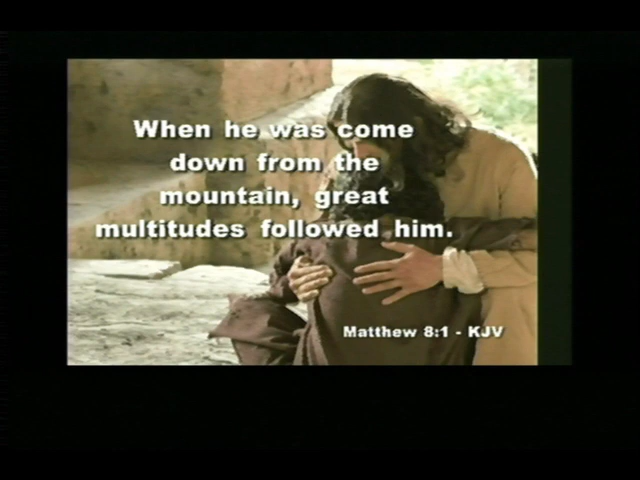 When he was come
down from the
mountain, great
multitudes followed him.
Matthew 8:1 - KJV